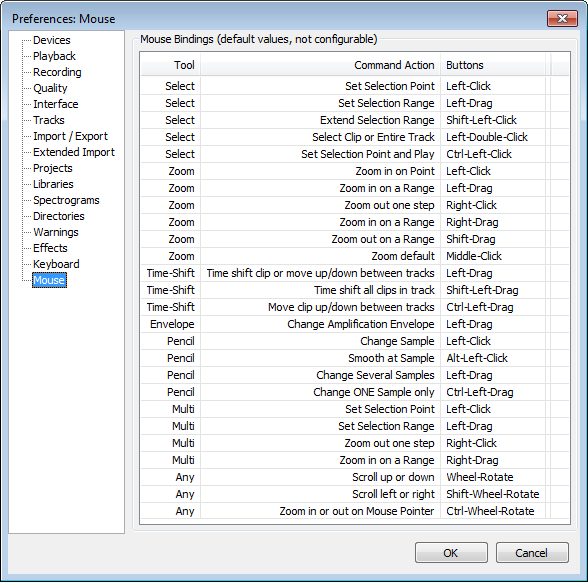 Preferences: Mouse
Devices
Playback
Recording
Quality
Interface
Tracks
Import / Export
Extended Import
Projects
Libraries
Spectrograms
Directories
Warnings
Effects
Keyboard
Mouse
Mouse Bindings (default values, not configurable)
Tool Command Action Buttons
Select Set Selection Point Left-Click
Select Set Selection Range Left-Drag
Select Extend Selection Range Shift-Left-Click
Select Select Clip or Entire Track Left-Double-Click
Select Set Selection Point and Play Ctrl-Left-Click
Zoom Zoom in on Point Left-Click
Zoom Zoom in on a Range Left-Drag
Zoom Zoom out one step Right-Click
Zoom Zoom in on a Range Right-Drag
Zoom Zoom out on a Range Shift-Drag
Zoom Zoom default Middle-Click
Time-Shift Time shift clip or move up/down between tracks Left-Drag
Time-Shift Time shift all clips in track Shift-Left-Drag
Time-Shift Move clip up/down between tracks Ctrl-Left-Drag
Envelope Change Amplification Envelope Left-Drag
Pencil Change Sample Left-Click
Pencil Smooth at Sample Alt-Left-Click
Pencil Change Several Samples Left-Drag
Pencil Change ONE Sample only Ctrl-Left-Drag
Multi Set Selection Point Left-Click
Multi Set Selection Range Left-Drag
Multi Zoom out one step Right-Click
Multi Zoom in on a Range Right-Drag
Any Scroll up or down Wheel-Rotate
Any Scroll left or right Shift-Wheel-Rotate
Any Zoom in or out on Mouse Pointer Ctrl-Wheel-Rotate
OK Cancel